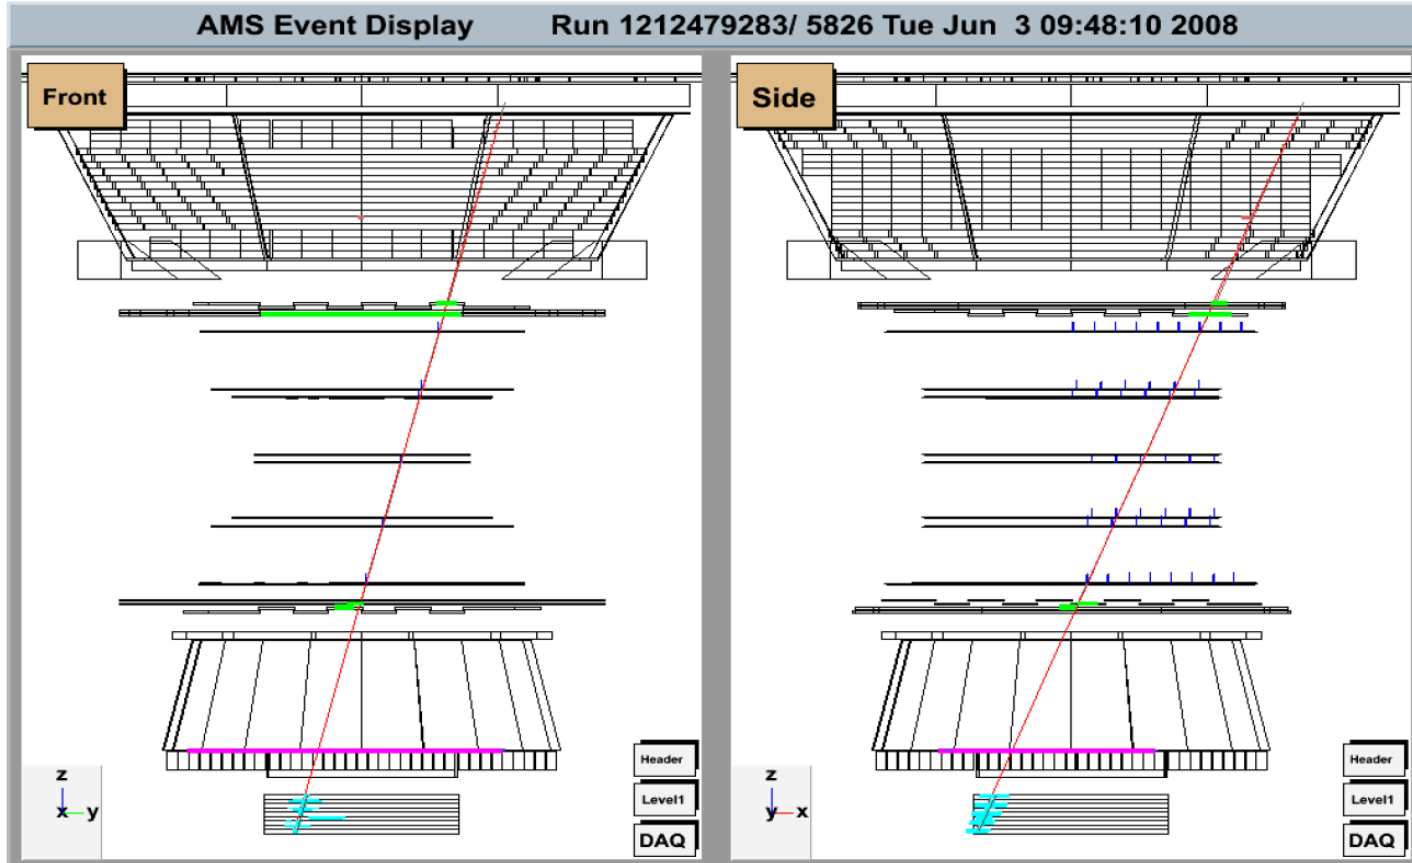 AMS Event Display Run 1212479283/ 5826 Tue Jun 3 09:48:10 2008
Front
Side
Header
Level1
DAQ
z
x y
Header
Level1
DAQ
z
y x